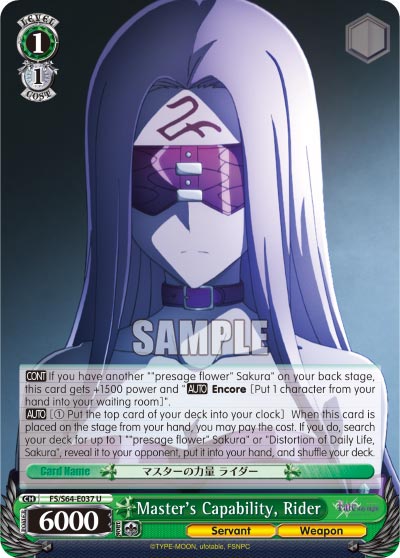 LEVEL
1
1
COST
SAMPLE
CONT If you have another ""presage flower" Sakura" on your back stage,
this card gets +1500 power and "AUTO Encore [Put 1 character from your
hand into your waiting room]".
AUTO [① Put the top card of your deck into your clock] When this card is
placed on the stage from your hand, you may pay the cost. If you do, search
your deck for up to 1 ""presage flower" Sakura" or "Distortion of Daily Life,
Sakura", reveal it to your opponent, put it into your hand, and shuffle your deck.
Card Name マスターの力量 ライダー
CH FS/S64-E037 U
POWER
6000
Master's Capability, Rider
Servant Weapon
©TYPE-MOON, ufotable, FSNPC